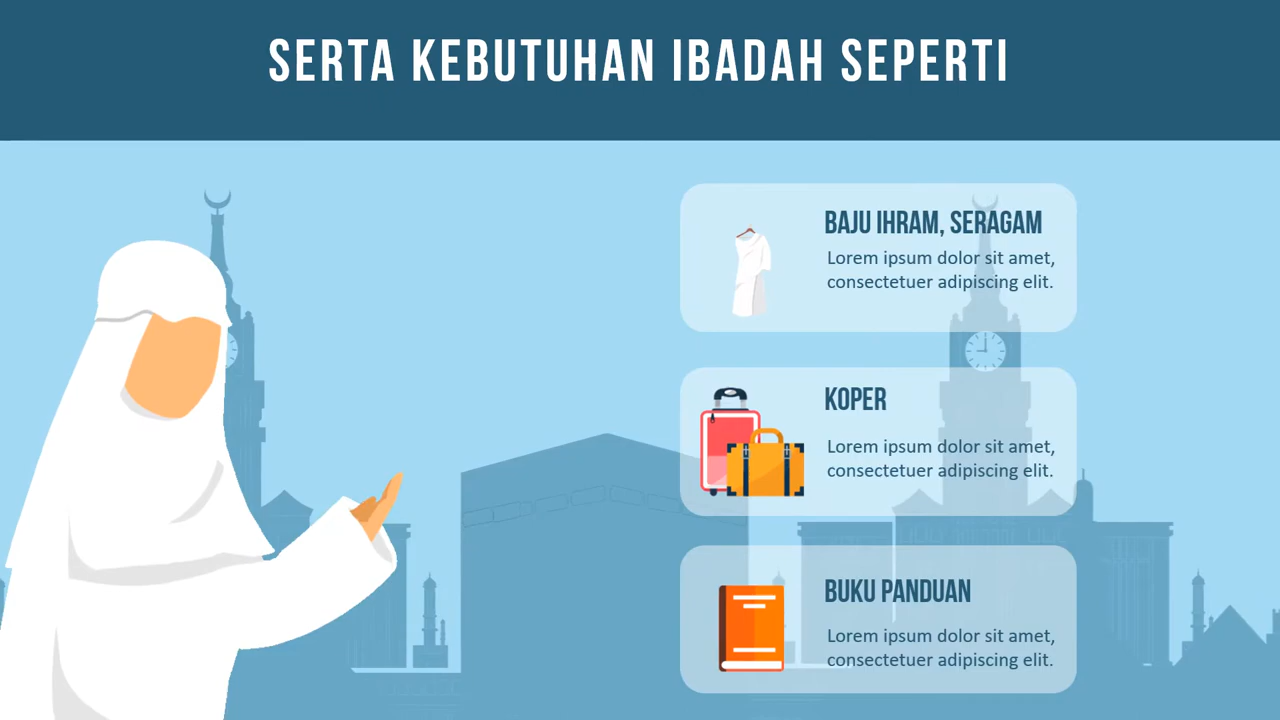 SERTA KEBUTUHAN IBADAH SEPERTI
BAJU IHRAM, SERAGAM
Lorem ipsum dolor sit amet,
consectetuer adipiscing elit.
KOPER
Lorem ipsum dolor sit amet,
consectetuer adipiscing elit.
BUKU PANDUAN
Lorem ipsum dolor sit amet,
consectetuer adipiscing elit.